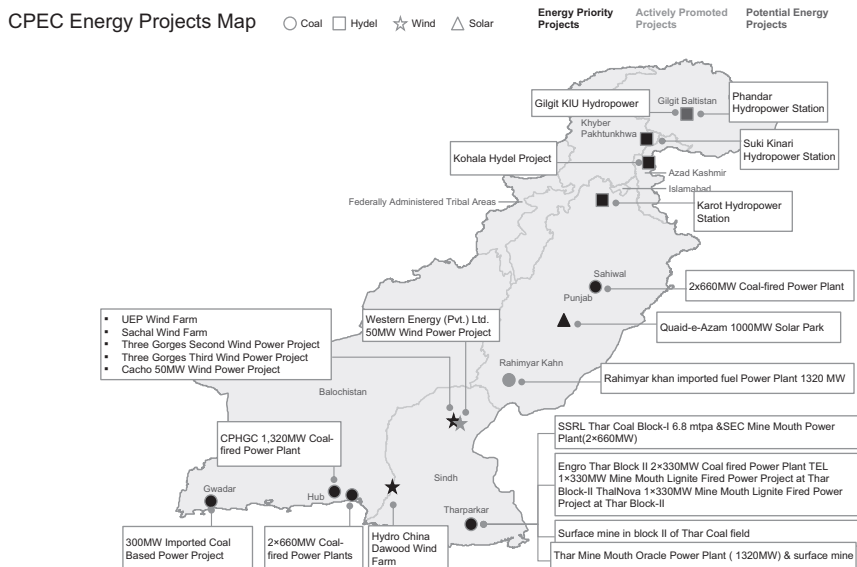 CPEC Energy Projects Map
Coal
Hydel
Wind
Solar
Energy Priority
Projects
Actively Promoted
Projects
Potential Energy
Projects
Gilgit KIU Hydropower
Gilgit Baltistan
Phandar
Hydropower Station
Khyber
Pakhtunkhwa
Suki Kinari
Hydropower Station
Kohala Hydel Project
Azad Kashmir
Islamabad
Federally Administered Tribal Areas
Karot Hydropower
Station
Sahiwal
2x660MW Coal-fired Power Plant
Punjab
Quaid-e-Azam 1000MW Solar Park
▪ UEP Wind Farm
▪ Sachal Wind Farm
▪ Three Gorges Second Wind Power Project
▪ Three Gorges Third Wind Power Project
▪ Cacho 50MW Wind Power Project
Western Energy (Pvt.) Ltd.
50MW Wind Power Project
Rahimyar Kahn
Rahimyar khan imported fuel Power Plant 1320 MW
Balochistan
CPHGC 1,320MW Coal-
fired Power Plant
SSRL Thar Coal Block-I 6.8 mtpa &SEC Mine Mouth Power
Plant(2×660MW)
Engro Thar Block II 2×330MW Coal fired Power Plant TEL
1×330MW Mine Mouth Lignite Fired Power Project at Thar
Block-II ThalNova 1×330MW Mine Mouth Lignite Fired Power
Project at Thar Block-II
Sindh
Gwadar
Hub
Tharparkar
Surface mine in block II of Thar Coal field
300MW Imported Coal
Based Power Project
2×660MW Coal-
fired Power Plants
Hydro China
Dawood Wind
Farm
Thar Mine Mouth Oracle Power Plant ( 1320MW) & surface mine